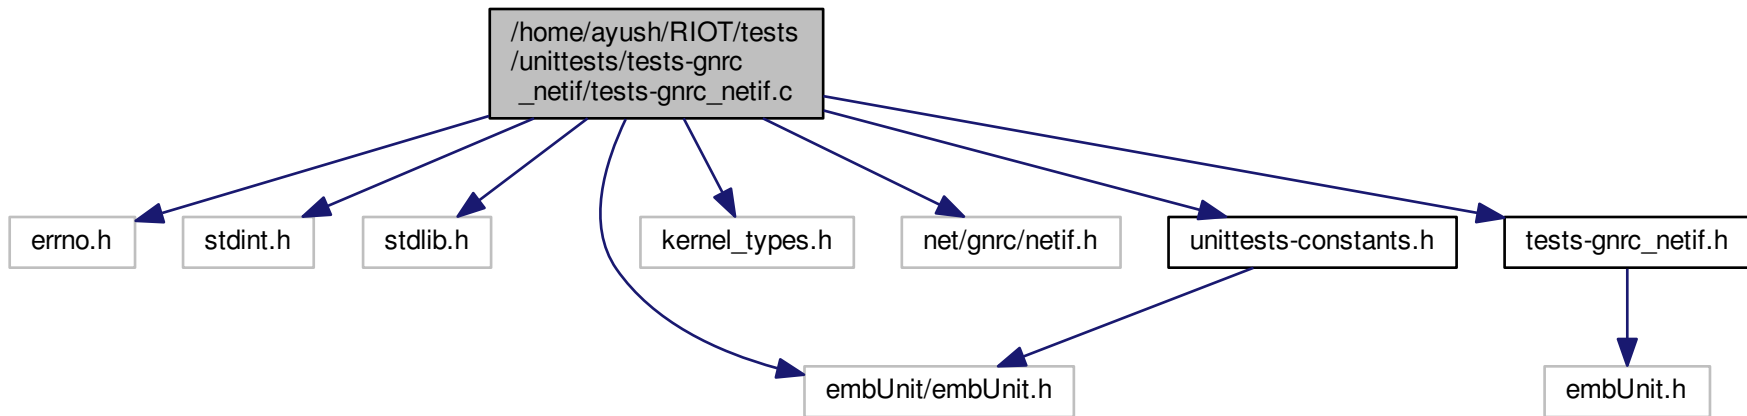 /home/ayush/RIOT/tests
/unittests/tests-gnrc
_netif/tests-gnrc_netif.c
errno.h
stdint.h
stdlib.h
kernel_types.h
net/gnrc/netif.h
unittests-constants.h
tests-gnrc_netif.h
embUnit/embUnit.h
embUnit.h